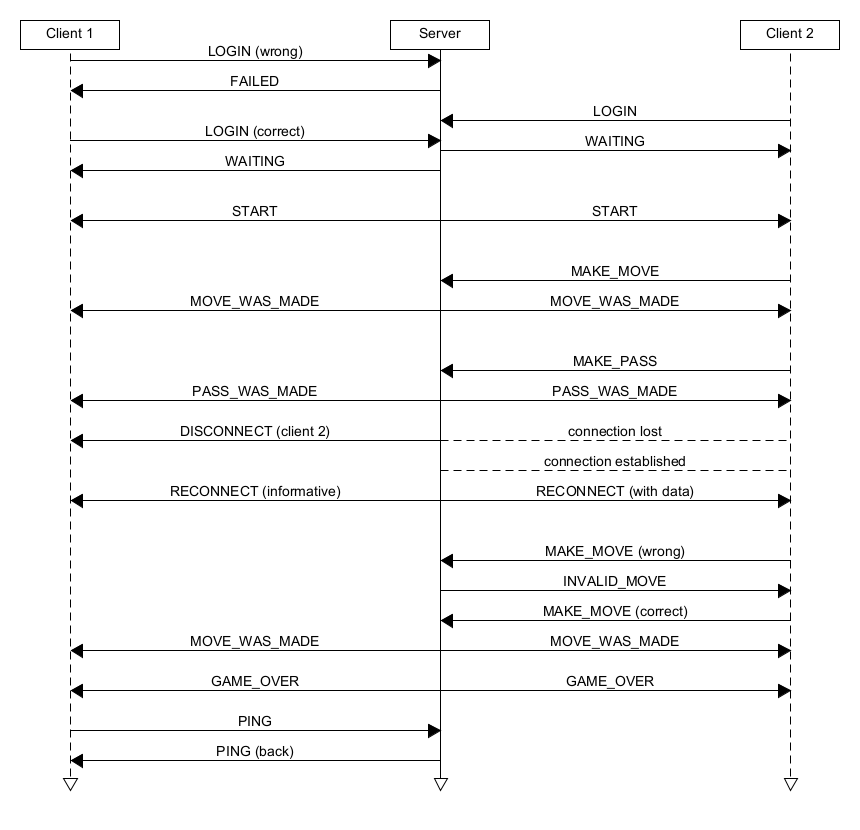 Client 1
Server
Client 2
LOGIN (wrong)
FAILED
LOGIN
LOGIN (correct)
WAITING
WAITING
START
START
MAKE_MOVE
MOVE_WAS_MADE
MOVE_WAS_MADE
MAKE_PASS
PASS_WAS_MADE
PASS_WAS_MADE
DISCONNECT (client 2)
connection lost
connection established
RECONNECT (informative)
RECONNECT (with data)
MAKE_MOVE (wrong)
INVALID_MOVE
MAKE_MOVE (correct)
MOVE_WAS_MADE
MOVE_WAS_MADE
GAME_OVER
GAME_OVER
PING
PING (back)